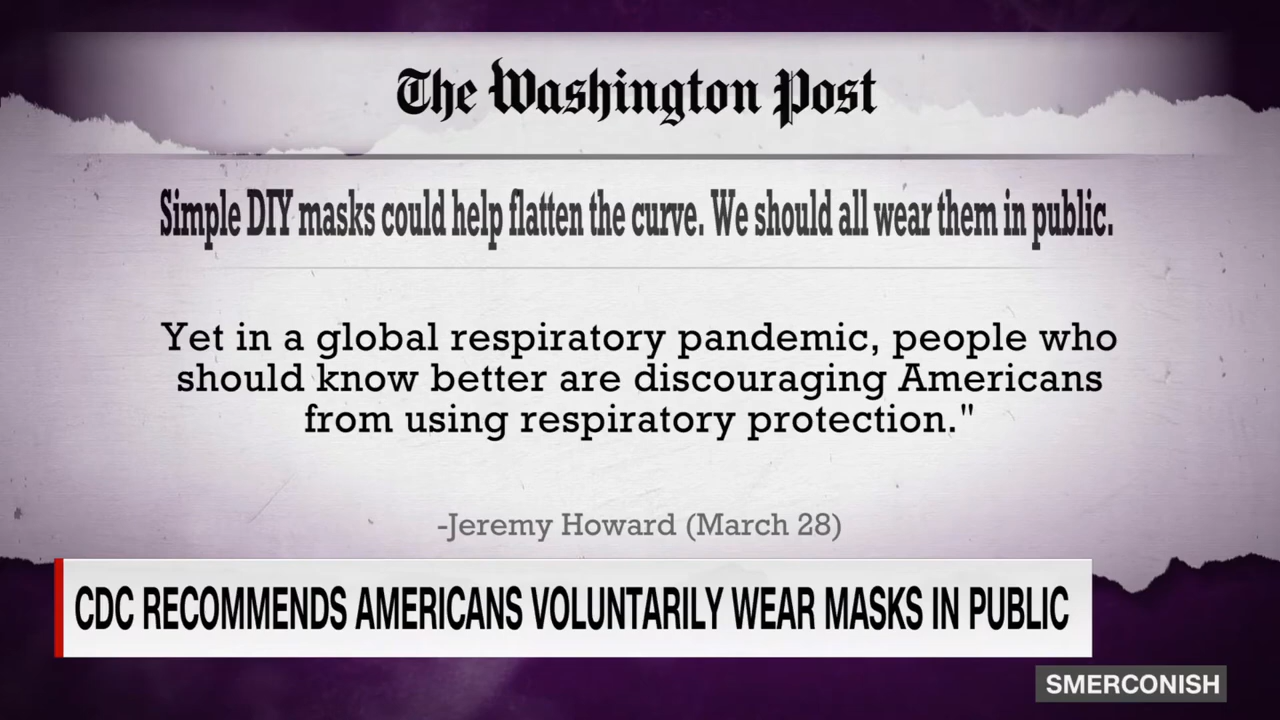 The Washington Post
Simple DIY masks could help flatten the curve. We should all wear them in public.
Yet in a global respiratory pandemic, people who
should know better are discouraging Americans
from using respiratory protection."
-Jeremy Howard (March 28)
CDC RECOMMENDS AMERICANS VOLUNTARILY WEAR MASKS IN PUBLIC
SMERCONISH